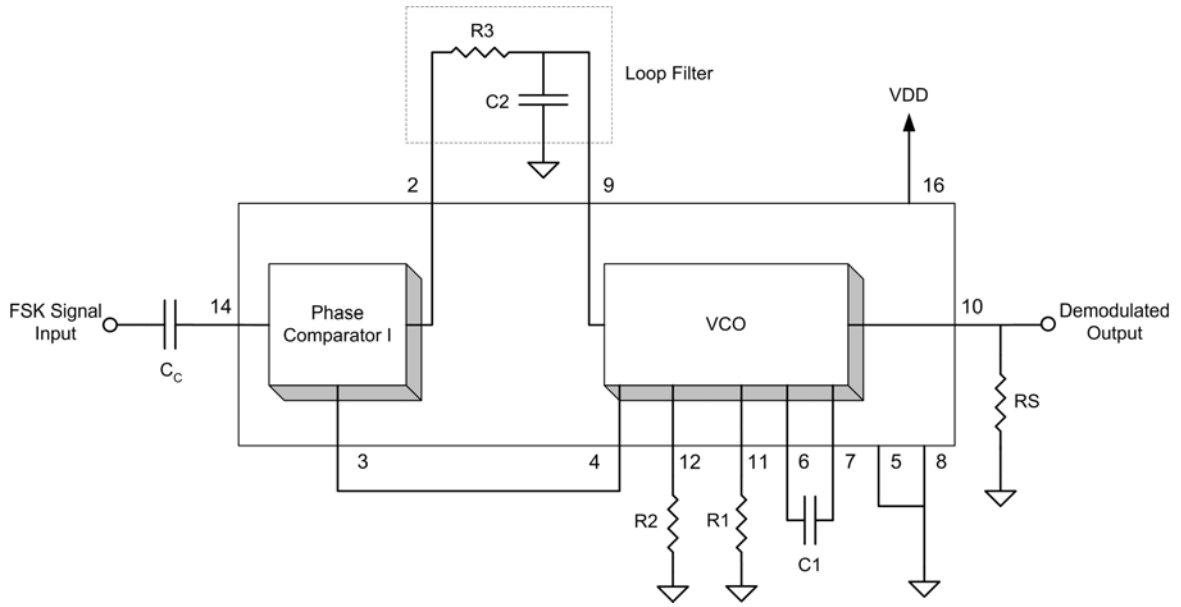 R3
Loop Filter
C2
VDD
2
9
16
FSK Signal
Input
14
Phase
Comparator I
VCO
10
Demodulated
Output
CC
RS
3
4
12
11
6
7
5
8
R2
R1
C1